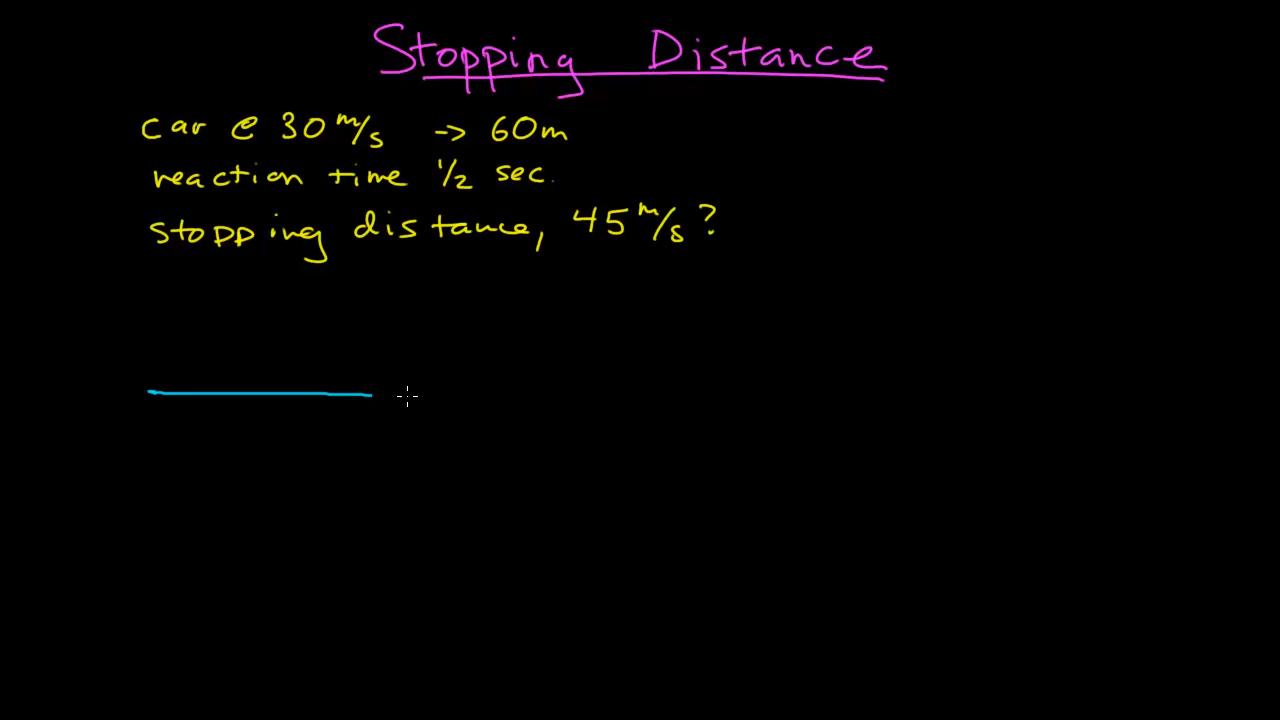 Stopping Distance
car @ 30 m/s -> 60m
reaction time 1/2 sec.
stopping distance, 45 m/s ?